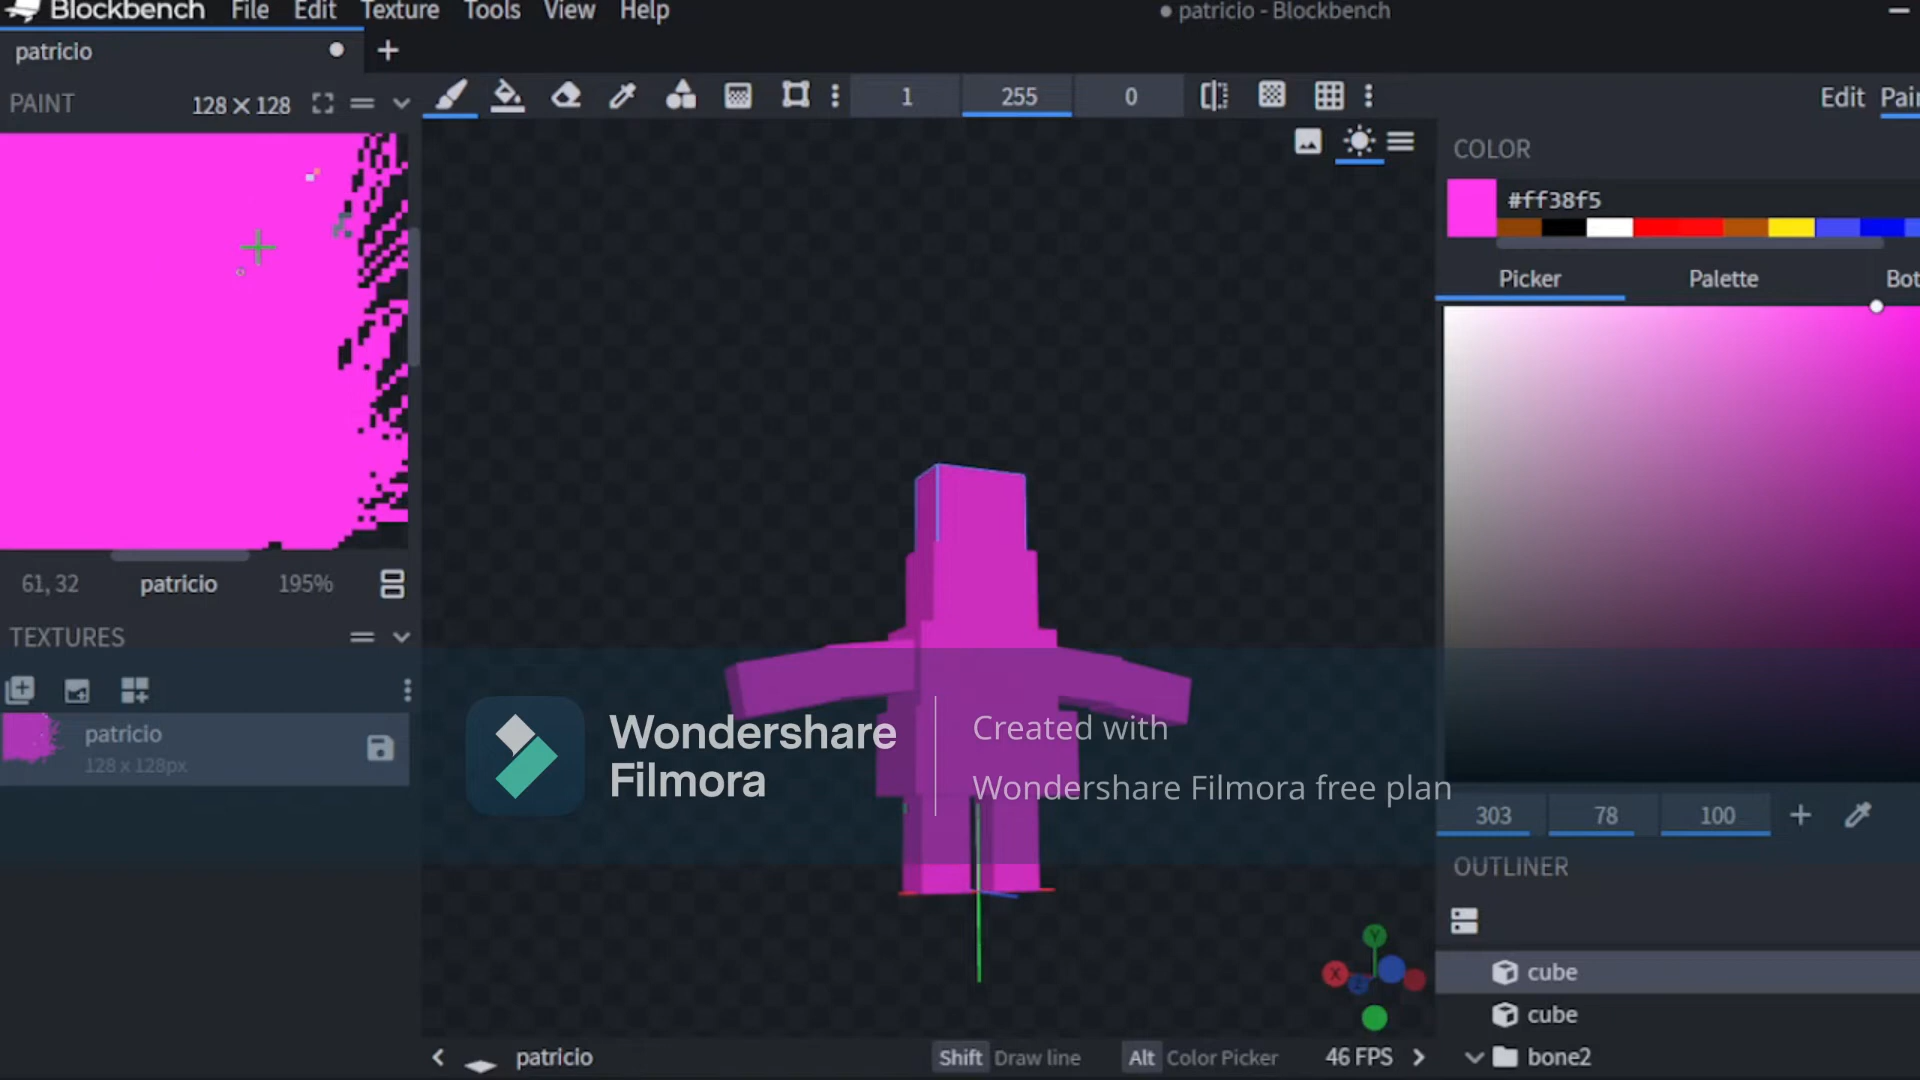 Blockbench File Edit Texture Tools View Help
patricio - Blockbench
patricio
PAINT 128 × 128
1 255 0
Edit
COLOR
#ff38f5
Picker Palette
61, 32 patricio 195%
TEXTURES
patricio
128 x 128px
Wondershare
Filmora
Created with
Wondershare Filmora free plan
303 78 100
OUTLINER
cube
cube
bone2
patricio
Shift Draw line Alt Color Picker 46 FPS
Y
X
Z